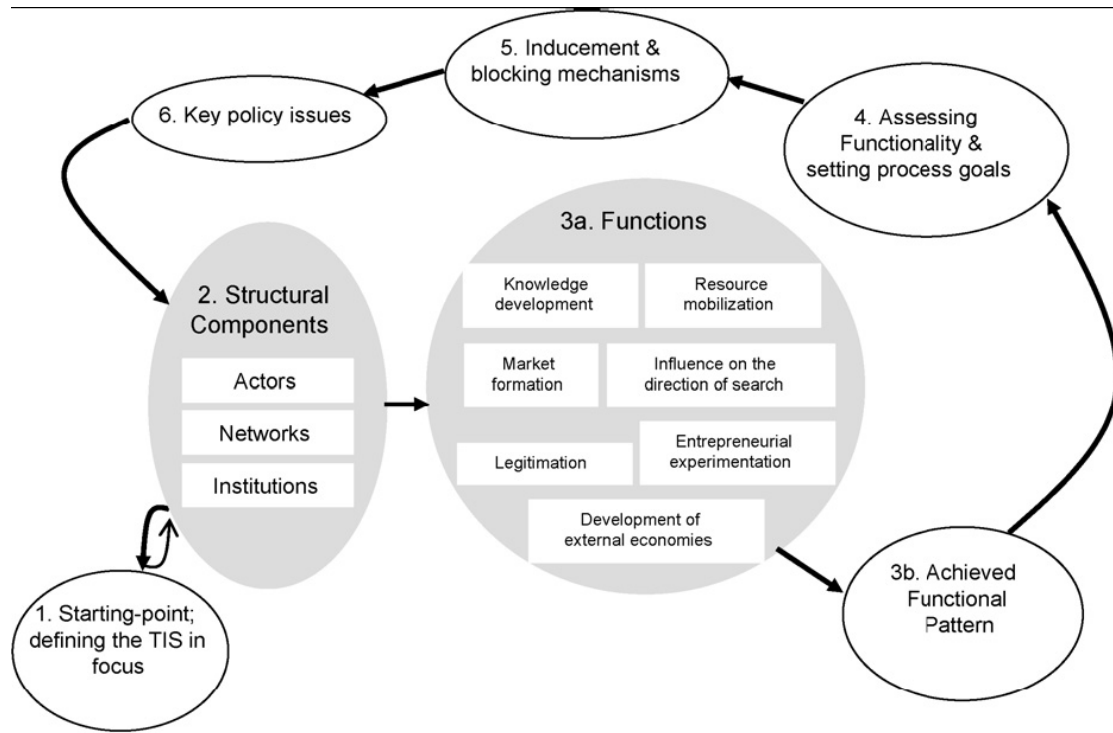 1. Starting-point;
defining the TIS in
focus
2. Structural
Components
Actors
Networks
Institutions
3a. Functions
Knowledge
development
Resource
mobilization
Market
formation
Influence on the
direction of search
Legitimation
Entrepreneurial
experimentation
Development of
external economies
3b. Achieved
Functional
Pattern
4. Assessing
Functionality &
setting process goals
5. Inducement &
blocking mechanisms
6. Key policy issues